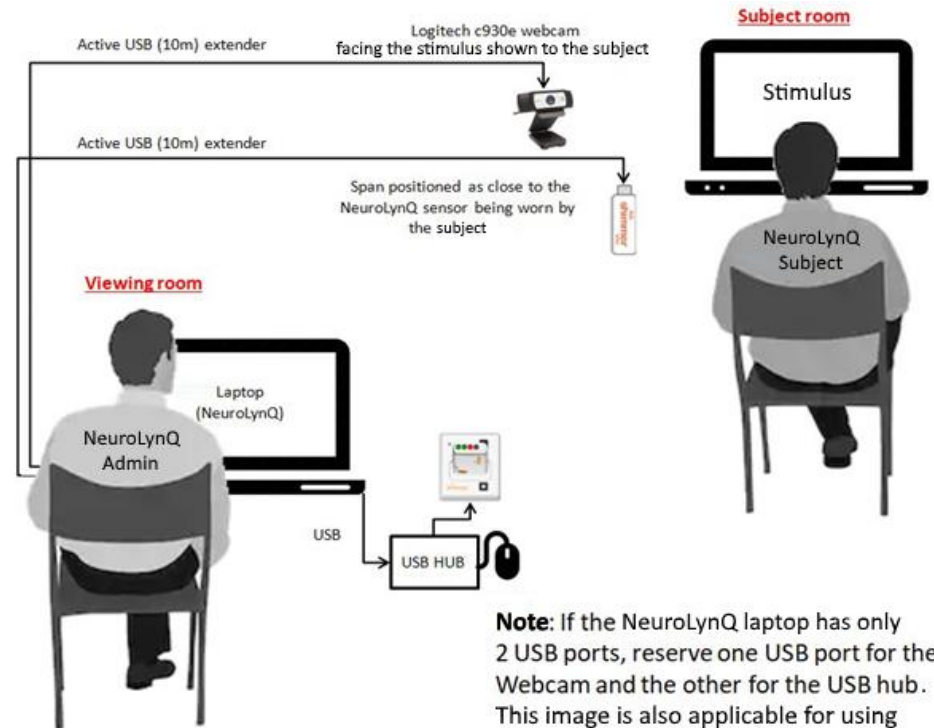 Subject room
Active USB (10m) extender
Logitech c930e webcam
facing the stimulus shown to the subject
Stimulus
Active USB (10m) extender
Span positioned as close to the
NeuroLynQ sensor being worn by
the subject
shimmer
NeuroLynQ
Subject
Viewing room
Laptop
(NeuroLynQ)
NeuroLynQ
Admin
USB
USB HUB
Note: If the NeuroLynQ laptop has only
2 USB ports, reserve one USB port for the
Webcam and the other for the USB hub.
This image is also applicable for using